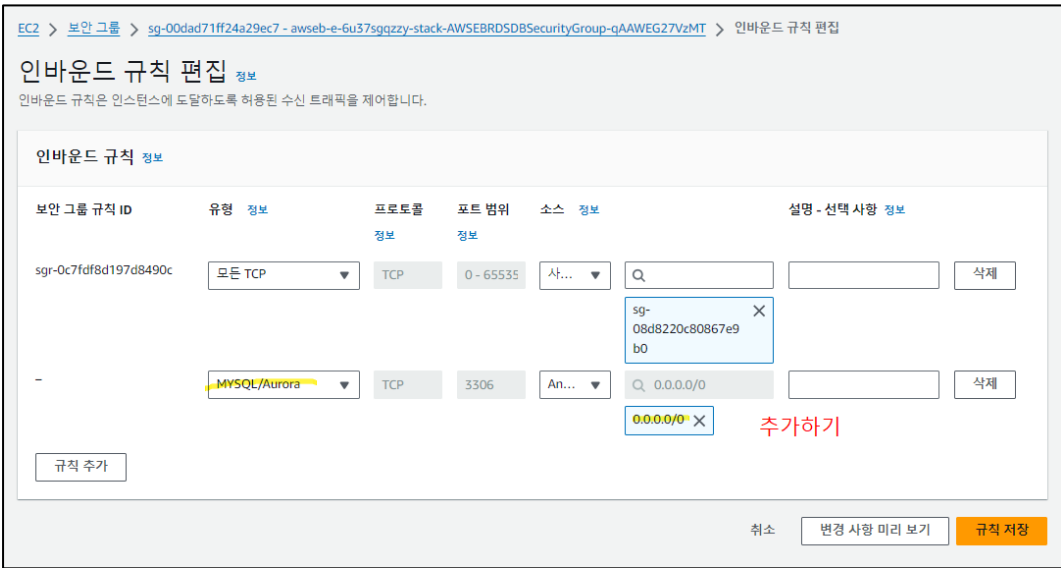 EC2 > 보안 그룹 > sg-00dad71ff24a29ec7 - awseb-e-6u37sgqzzy-stack-AWSEBRDSDBSecurityGroup-qAAWEG27VzMT > 인바운드 규칙 편집
인바운드 규칙 편집 정보
인바운드 규칙은 인스턴스에 도달하도록 허용된 수신 트래픽을 제어합니다.
인바운드 규칙 정보
보안 그룹 규칙 ID 유형 정보 프로토콜 포트 범위 소스 정보 설명 - 선택 사항 정보
정보 정보
sgr-0c7fdf8d197d8490c 모든 TCP TCP 0 - 65535 사... 삭제
sg-
08d8220c80867e9
b0
– MYSQL/Aurora TCP 3306 An... 0.0.0.0/0 삭제
0.0.0.0/0
추가하기
규칙 추가
취소 변경 사항 미리 보기 규칙 저장